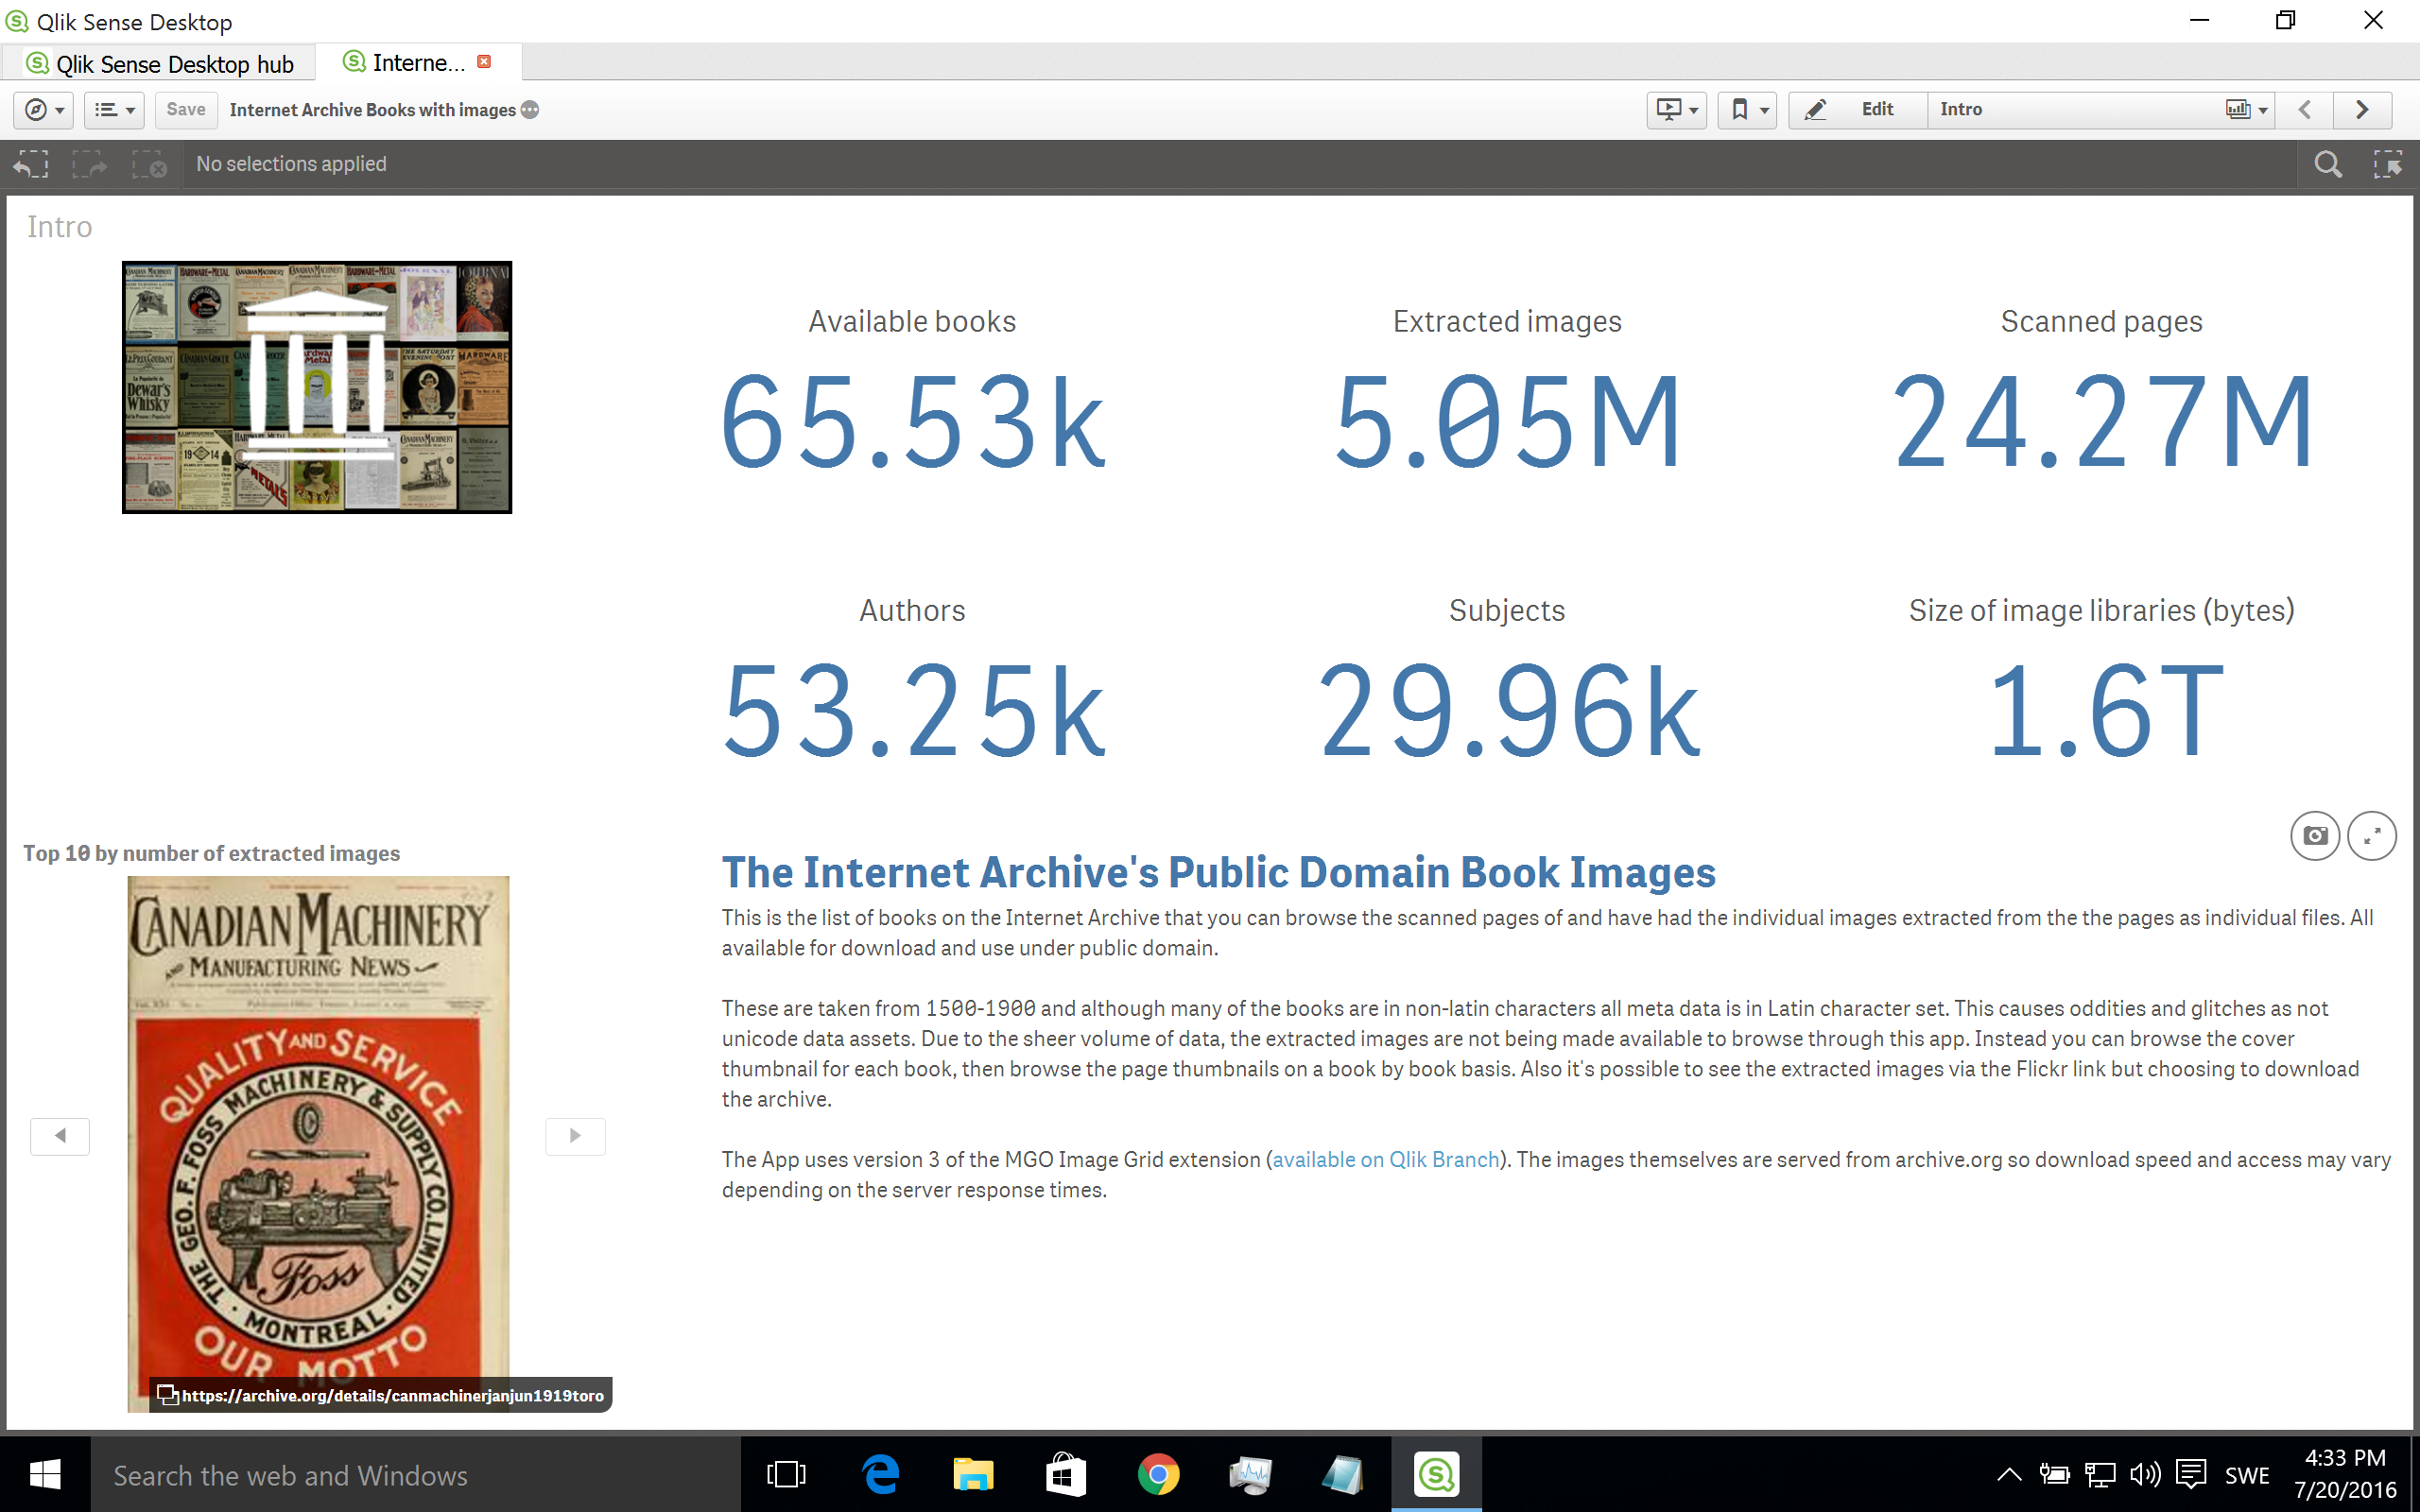 Qlik Sense Desktop
Qlik Sense Desktop hub
Interne...
Save
Internet Archive Books with images
Edit
Intro
No selections applied
Intro
Available books
65.53k
Extracted images
5.05M
Scanned pages
24.27M
Authors
53.25k
Subjects
29.96k
Size of image libraries (bytes)
1.6T
Top 10 by number of extracted images
CANADIAN MACHINERY
AND MANUFACTURING NEWS
QUALITY AND SERVICE
THE GEO. F. FOSS MACHINERY & SUPPLY CO. LIMITED
Foss
· MONTREAL ·
OUR MOTTO
https://archive.org/details/canmachinerjanjun1919toro
The Internet Archive's Public Domain Book Images
This is the list of books on the Internet Archive that you can browse the scanned pages of and have had the individual images extracted from the the pages as individual files. All
available for download and use under public domain.
These are taken from 1500-1900 and although many of the books are in non-latin characters all meta data is in Latin character set. This causes oddities and glitches as not
unicode data assets. Due to the sheer volume of data, the extracted images are not being made available to browse through this app. Instead you can browse the cover
thumbnail for each book, then browse the page thumbnails on a book by book basis. Also it's possible to see the extracted images via the Flickr link but choosing to download
the archive.
The App uses version 3 of the MGO Image Grid extension (available on Qlik Branch). The images themselves are served from archive.org so download speed and access may vary
depending on the server response times.
Search the web and Windows
SWE
4:33 PM
7/20/2016